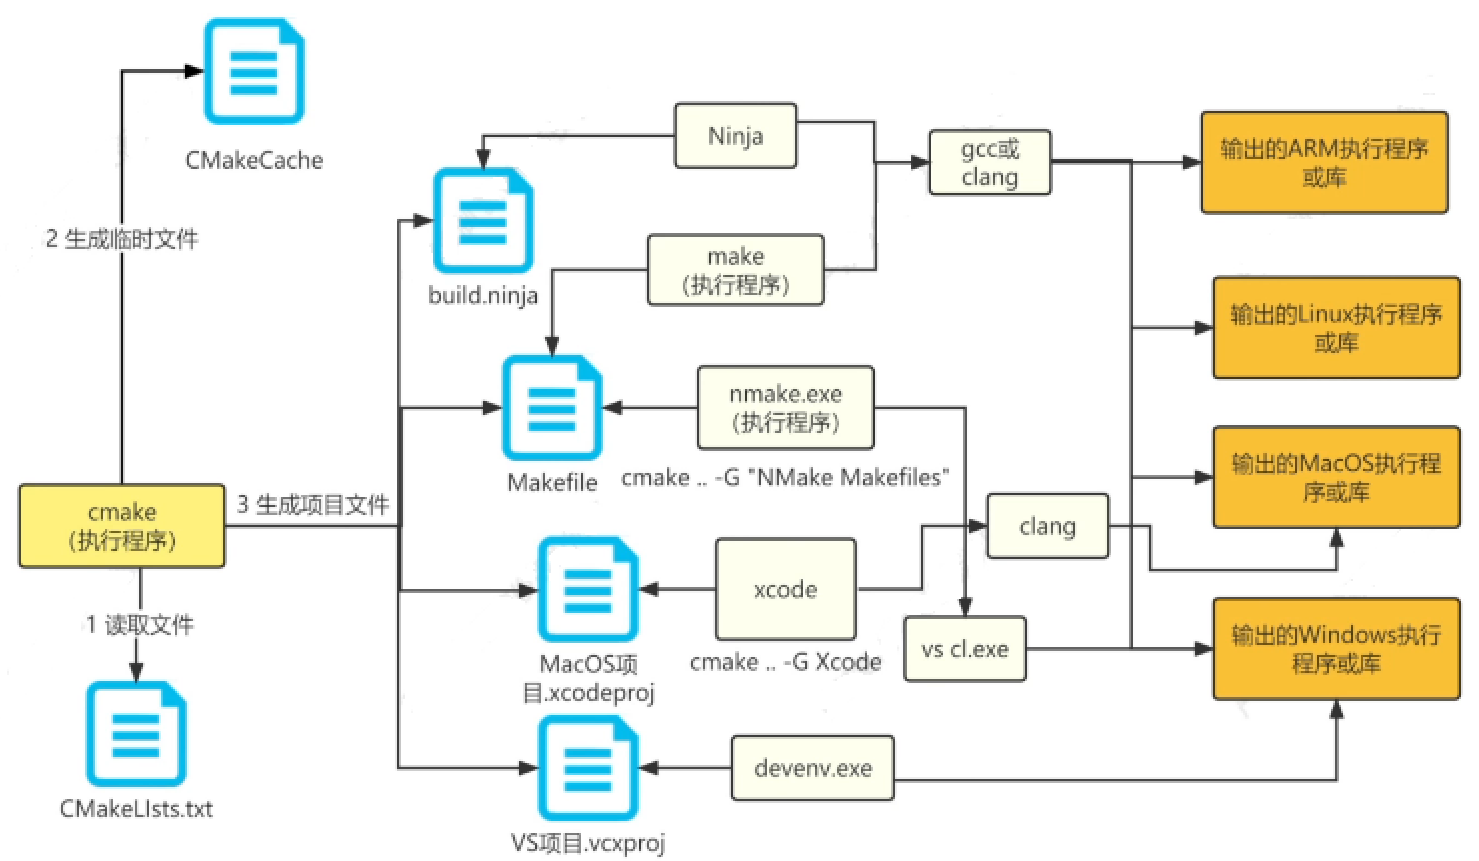 CMakeCache
2 生成临时文件
cmake
（执行程序）
1 读取文件
CMakeLIsts.txt
3 生成项目文件
build.ninja
Makefile
MacOS项
目.xcodeproj
VS项目.vcxproj
Ninja
make
（执行程序）
nmake.exe
（执行程序）
cmake .. -G "NMake Makefiles"
xcode
cmake .. -G Xcode
devenv.exe
gcc或
clang
clang
vs cl.exe
输出的ARM执行程序
或库
输出的Linux执行程序
或库
输出的MacOS执行程
序或库
输出的Windows执行
程序或库